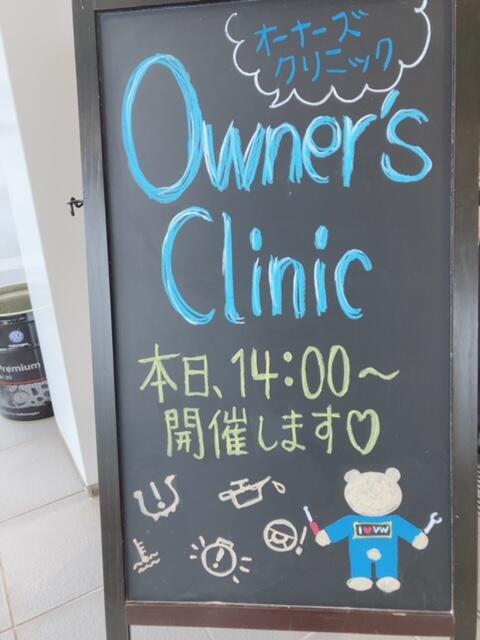 オーナーズ
クリニック
Owner's
Clinic
本日、14:00〜
開催します♡
I♥VW
Volkswagen
Premium